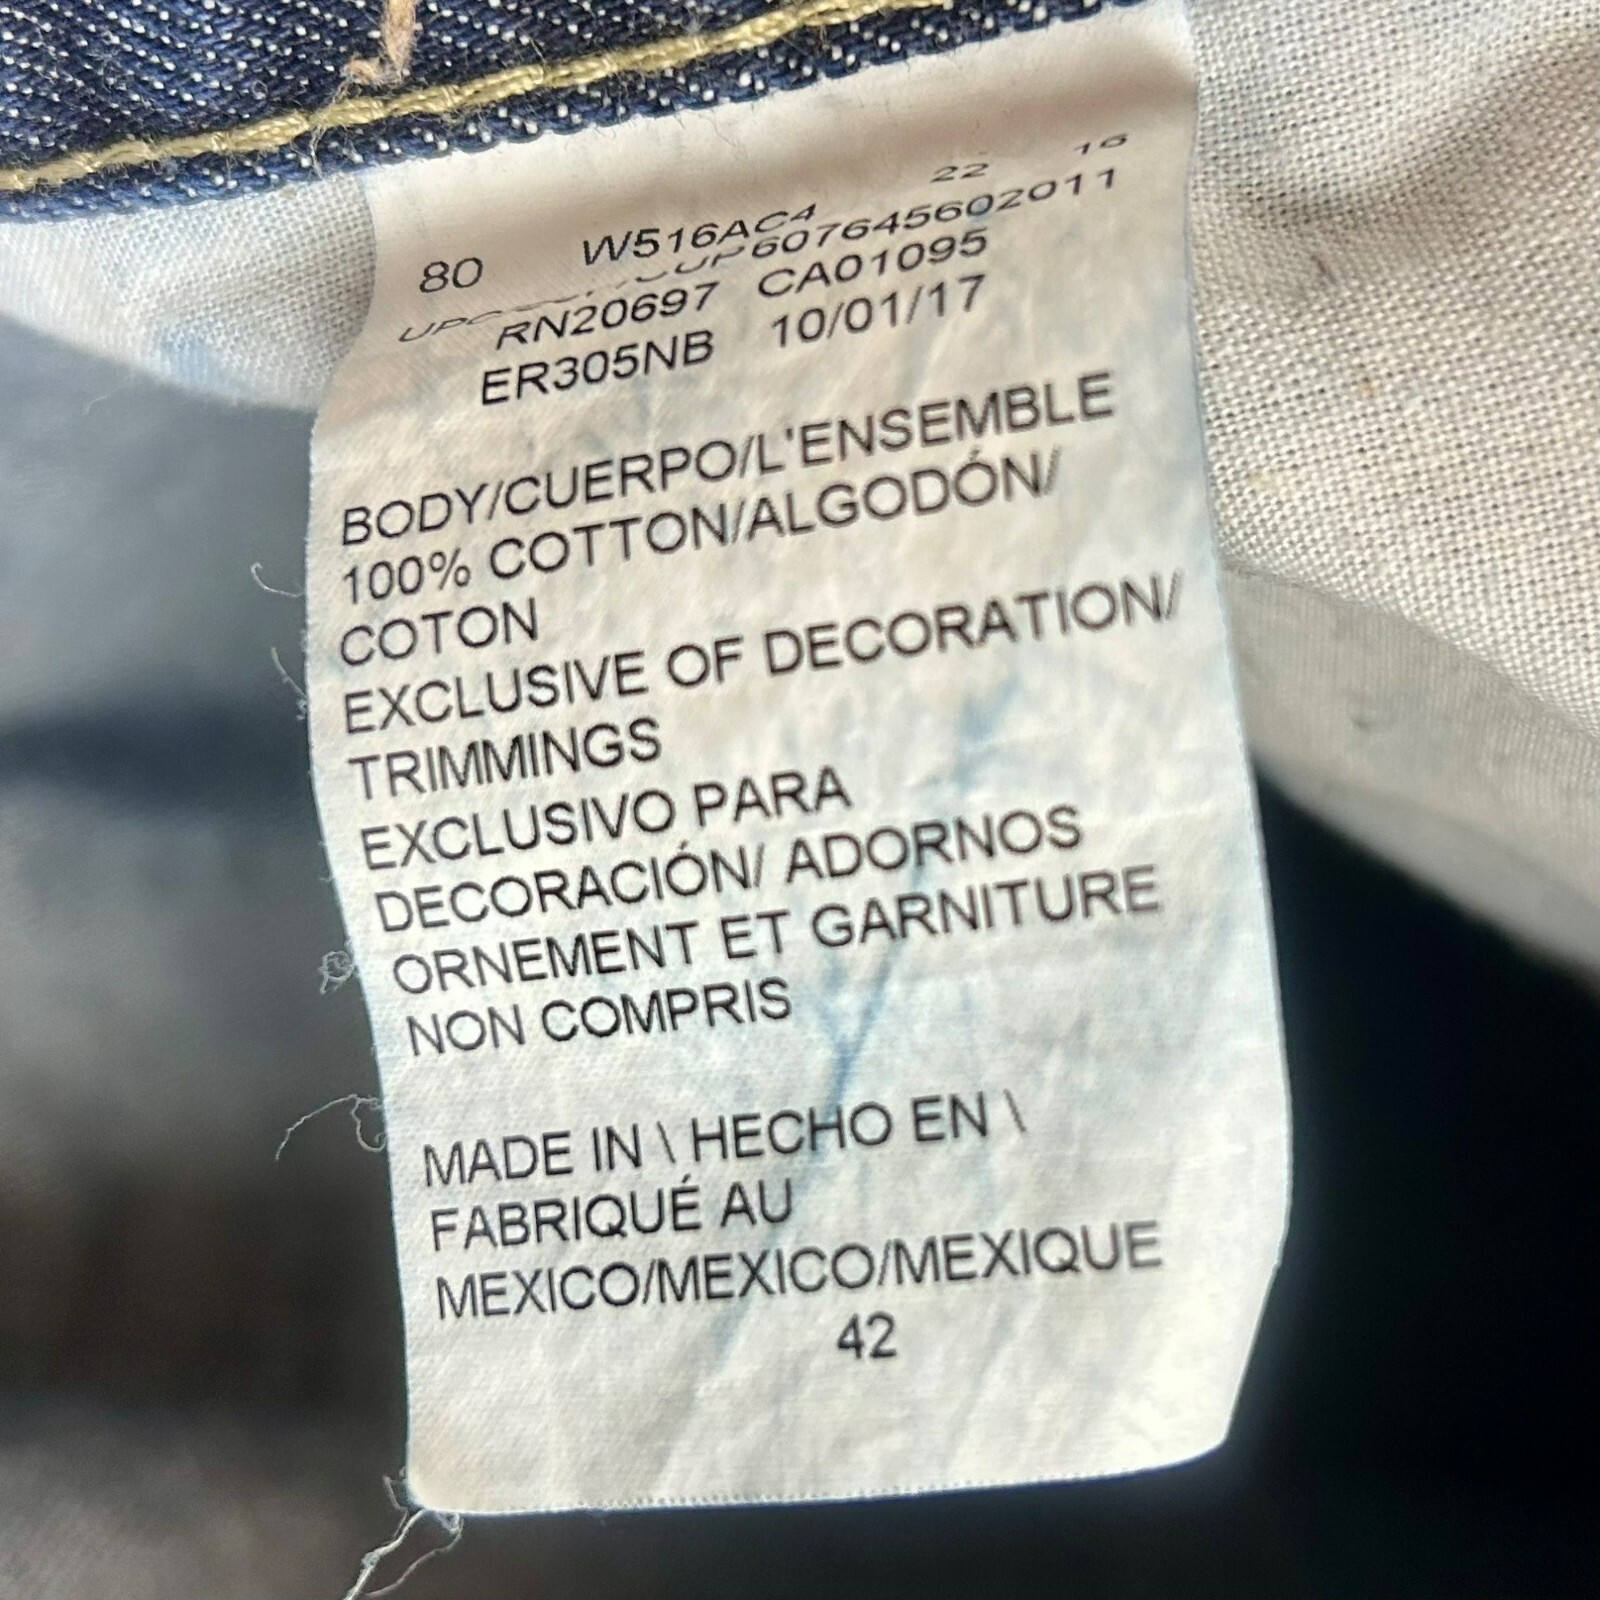 22 16
80 W516AC4
607645602011
RN20697 CA01095
ER305NB 10/01/17
BODY/CUERPO/L'ENSEMBLE
100% COTTON/ALGODÓN/
COTON
EXCLUSIVE OF DECORATION/
TRIMMINGS
EXCLUSIVO PARA
DECORACIÓN/ ADORNOS
ORNEMENT ET GARNITURE
NON COMPRIS
MADE IN \ HECHO EN \
FABRIQUÉ AU
MEXICO/MEXICO/MEXIQUE
42